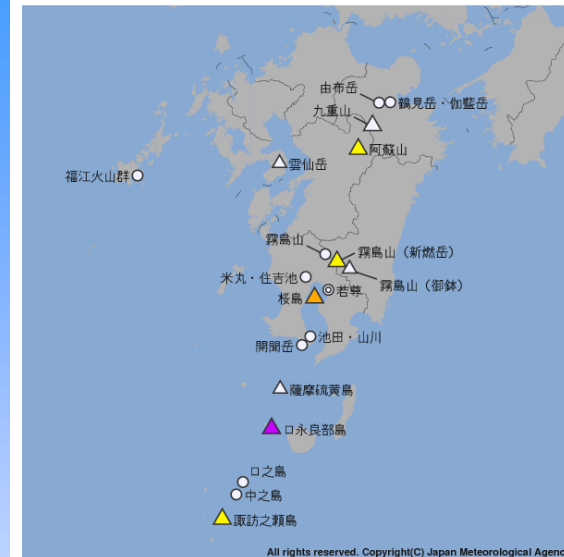 由布岳
鶴見岳・伽藍岳
九重山
阿蘇山
雲仙岳
福江火山群
霧島山
霧島山（新燃岳）
霧島山（御鉢）
米丸・住吉池
若尊
桜島
池田・山川
開聞岳
薩摩硫黄島
口永良部島
口之島
中之島
諏訪之瀬島
All rights reserved. Copyright(C) Japan Meteorological Agenc